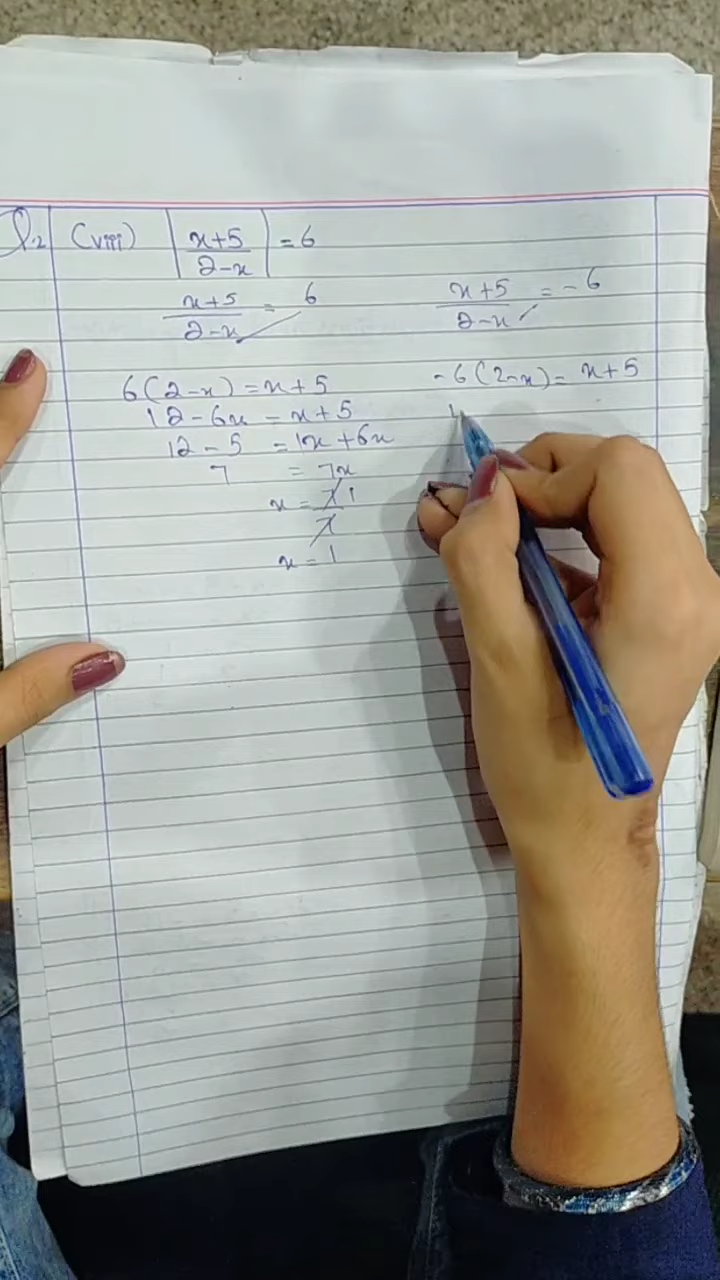 Q.2 (viii) |x+5/2-x| = 6
x+5/2-x = 6
6(2-x) = x+5
12-6x = x+5
12-5 = 1x+6x
7 = 7x
x = 7/7 1
x = 1
x+5/2-x = -6
-6(2-x) = x+5